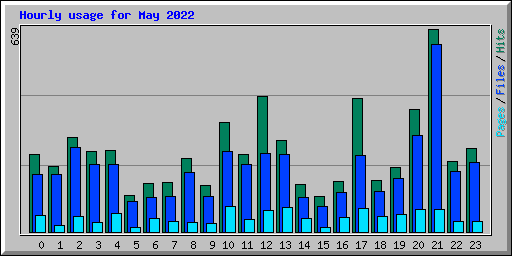 Hourly usage for May 2022
639
Pages/Files/Hits
0 1 2 3 4 5 6 7 8 9 10 11 12 13 14 15 16 17 18 19 20 21 22 23